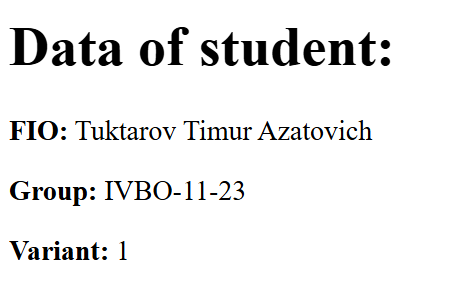 Data of student:
FIO: Tuktarov Timur Azatovich
Group: IVBO-11-23
Variant: 1